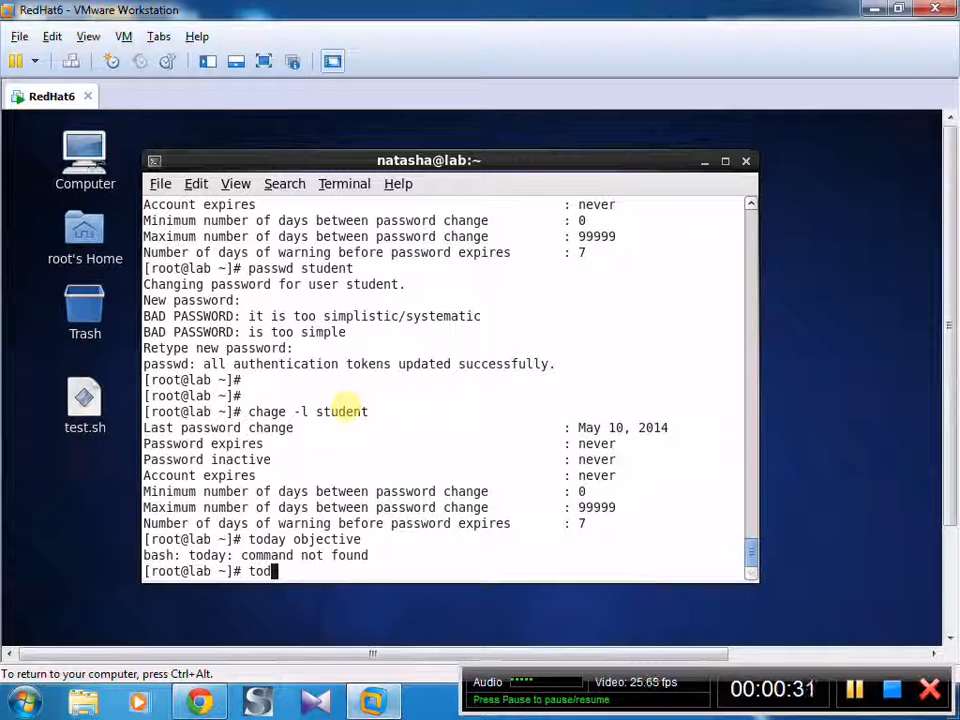 RedHat6 - VMware Workstation
File Edit View VM Tabs Help
RedHat6
Computer
root's Home
Trash
test.sh
natasha@lab:~
File Edit View Search Terminal Help
Account expires : never
Minimum number of days between password change : 0
Maximum number of days between password change : 99999
Number of days of warning before password expires : 7
[root@lab ~]# passwd student
Changing password for user student.
New password:
BAD PASSWORD: it is too simplistic/systematic
BAD PASSWORD: is too simple
Retype new password:
passwd: all authentication tokens updated successfully.
[root@lab ~]#
[root@lab ~]#
[root@lab ~]# chage -l student
Last password change : May 10, 2014
Password expires : never
Password inactive : never
Account expires : never
Minimum number of days between password change : 0
Maximum number of days between password change : 99999
Number of days of warning before password expires : 7
[root@lab ~]# today objective
bash: today: command not found
[root@lab ~]# tod
To return to your computer, press Ctrl+Alt.
Audio Video: 25.65 fps
Press Pause to pause/resume
00:00:31